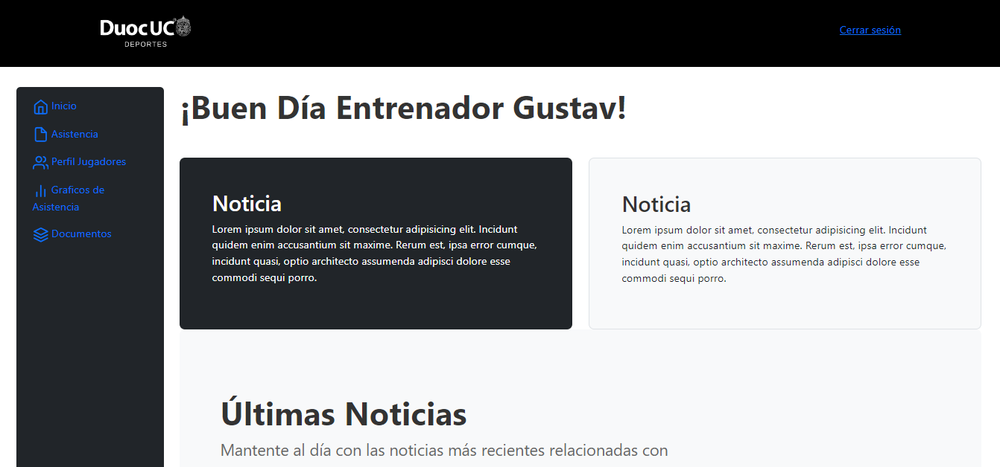 Duoc UC
DEPORTES
Cerrar sesión
Inicio
Asistencia
Perfil Jugadores
Graficos de
Asistencia
Documentos
¡Buen Día Entrenador Gustav!
Noticia
Lorem ipsum dolor sit amet, consectetur adipisicing elit. Incidunt
quidem enim accusantium sit maxime. Rerum est, ipsa error cumque,
incidunt quasi, optio architecto assumenda adipisci dolore esse
commodi sequi porro.
Noticia
Lorem ipsum dolor sit amet, consectetur adipisicing elit. Incidunt
quidem enim accusantium sit maxime. Rerum est, ipsa error cumque,
incidunt quasi, optio architecto assumenda adipisci dolore esse
commodi sequi porro.
Últimas Noticias
Mantente al día con las noticias más recientes relacionadas con